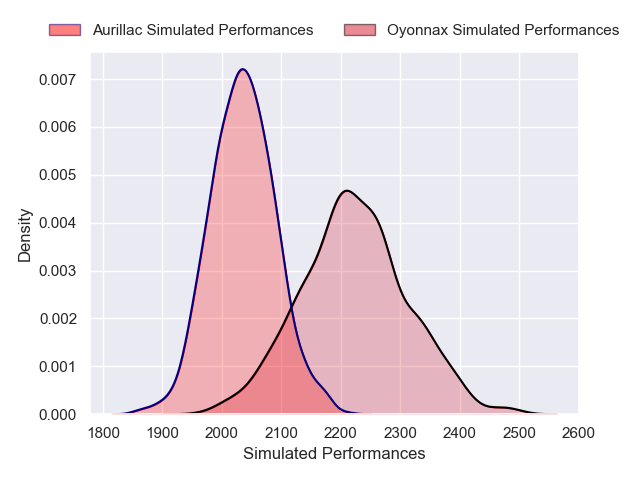 Aurillac Simulated Performances Oyonnax Simulated Performances
0.007
0.006
0.005
0.004
0.003
0.002
0.001
0.000
Density
1800 1900 2000 2100 2200 2300 2400 2500 2600
Simulated Performances